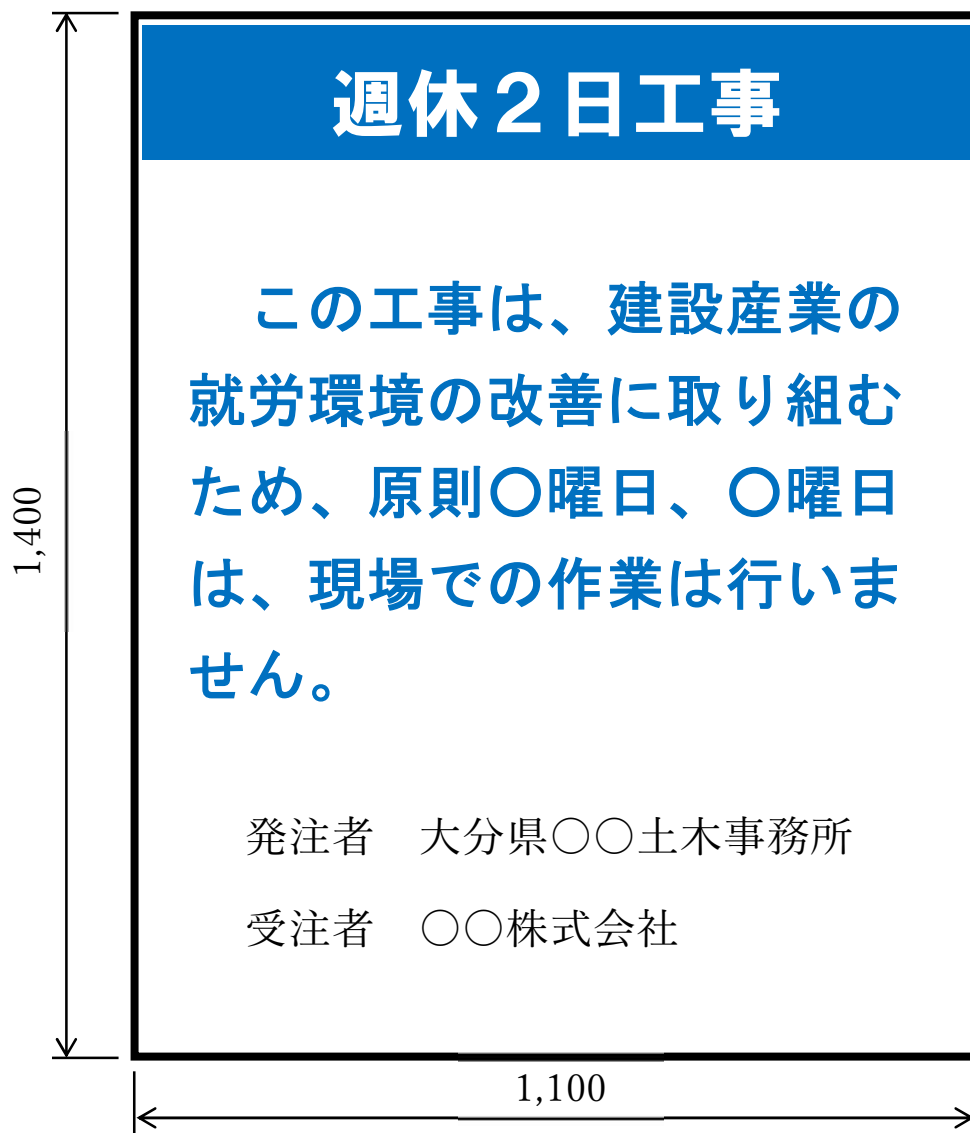 週休２日工事
この工事は、建設産業の
就労環境の改善に取り組む
ため、原則〇曜日、〇曜日
は、現場での作業は行いま
せん。
発注者　大分県○○土木事務所
受注者　○○株式会社
1,400
1,100